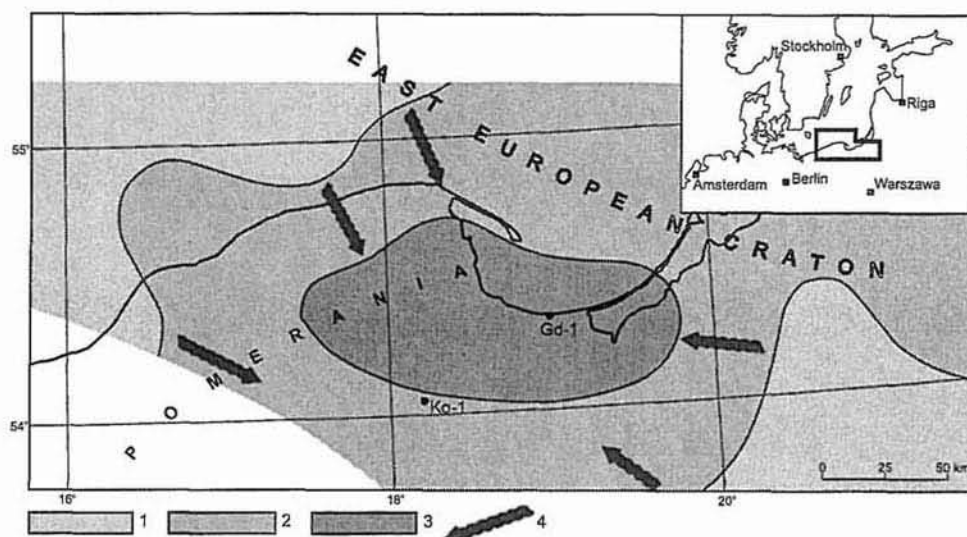 EAST EUROPEAN CRATON
Stockholm
Riga
Amsterdam
Berlin
Warszawa
55°
POMERANIA
Gd-1
Ko-1
54°
0 25 50 km
16° 18° 20°
1 2 3 4